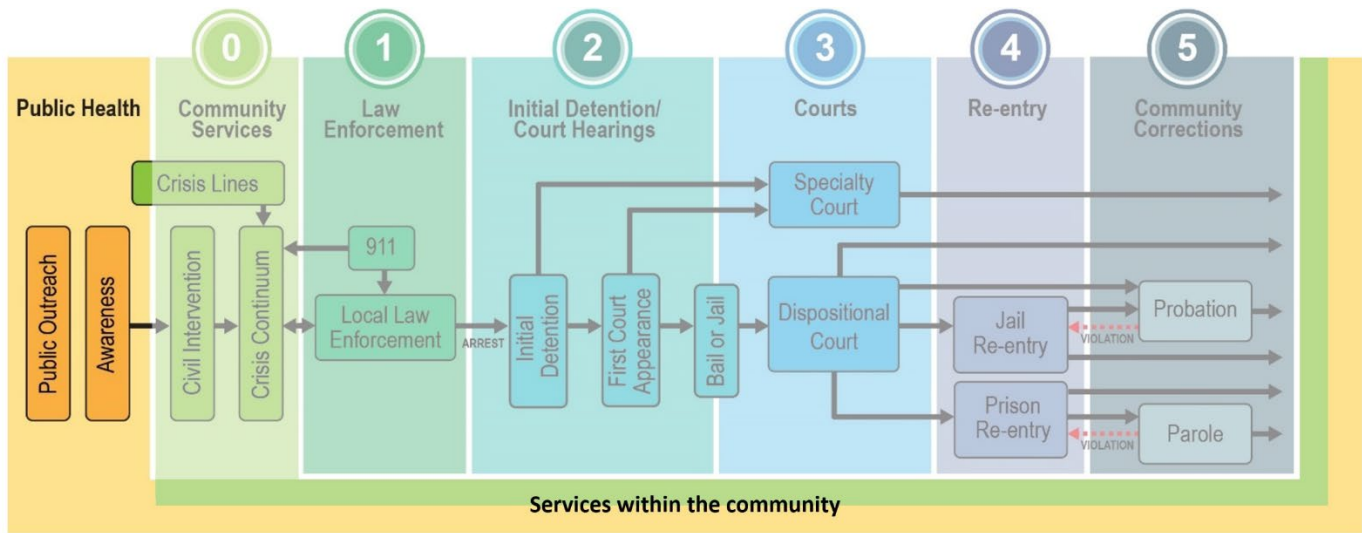 0
1
2
3
4
5
Public Health
Community
Services
Law
Enforcement
Initial Detention/
Court Hearings
Courts
Re-entry
Community
Corrections
Crisis Lines
Public Outreach
Awareness
Civil Intervention
Crisis Continuum
911
Local Law
Enforcement
ARREST
Initial
Detention
First Court
Appearance
Bail or Jail
Specialty
Court
Dispositional
Court
Jail
Re-entry
Prison
Re-entry
VIOLATION
Probation
VIOLATION
Parole
Services within the community